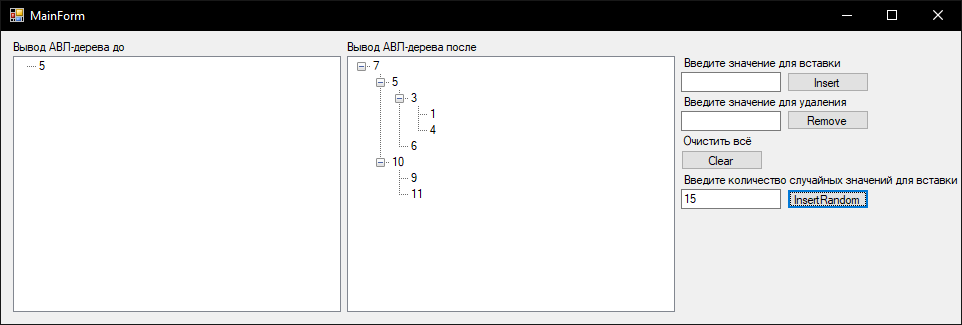 MainForm
Вывод АВЛ-дерева до
5
Вывод АВЛ-дерева после
7
5
3
1
4
6
10
9
11
Введите значение для вставки
Insert
Введите значение для удаления
Remove
Очистить всё
Clear
Введите количество случайных значений для вставки
15 InsertRandom